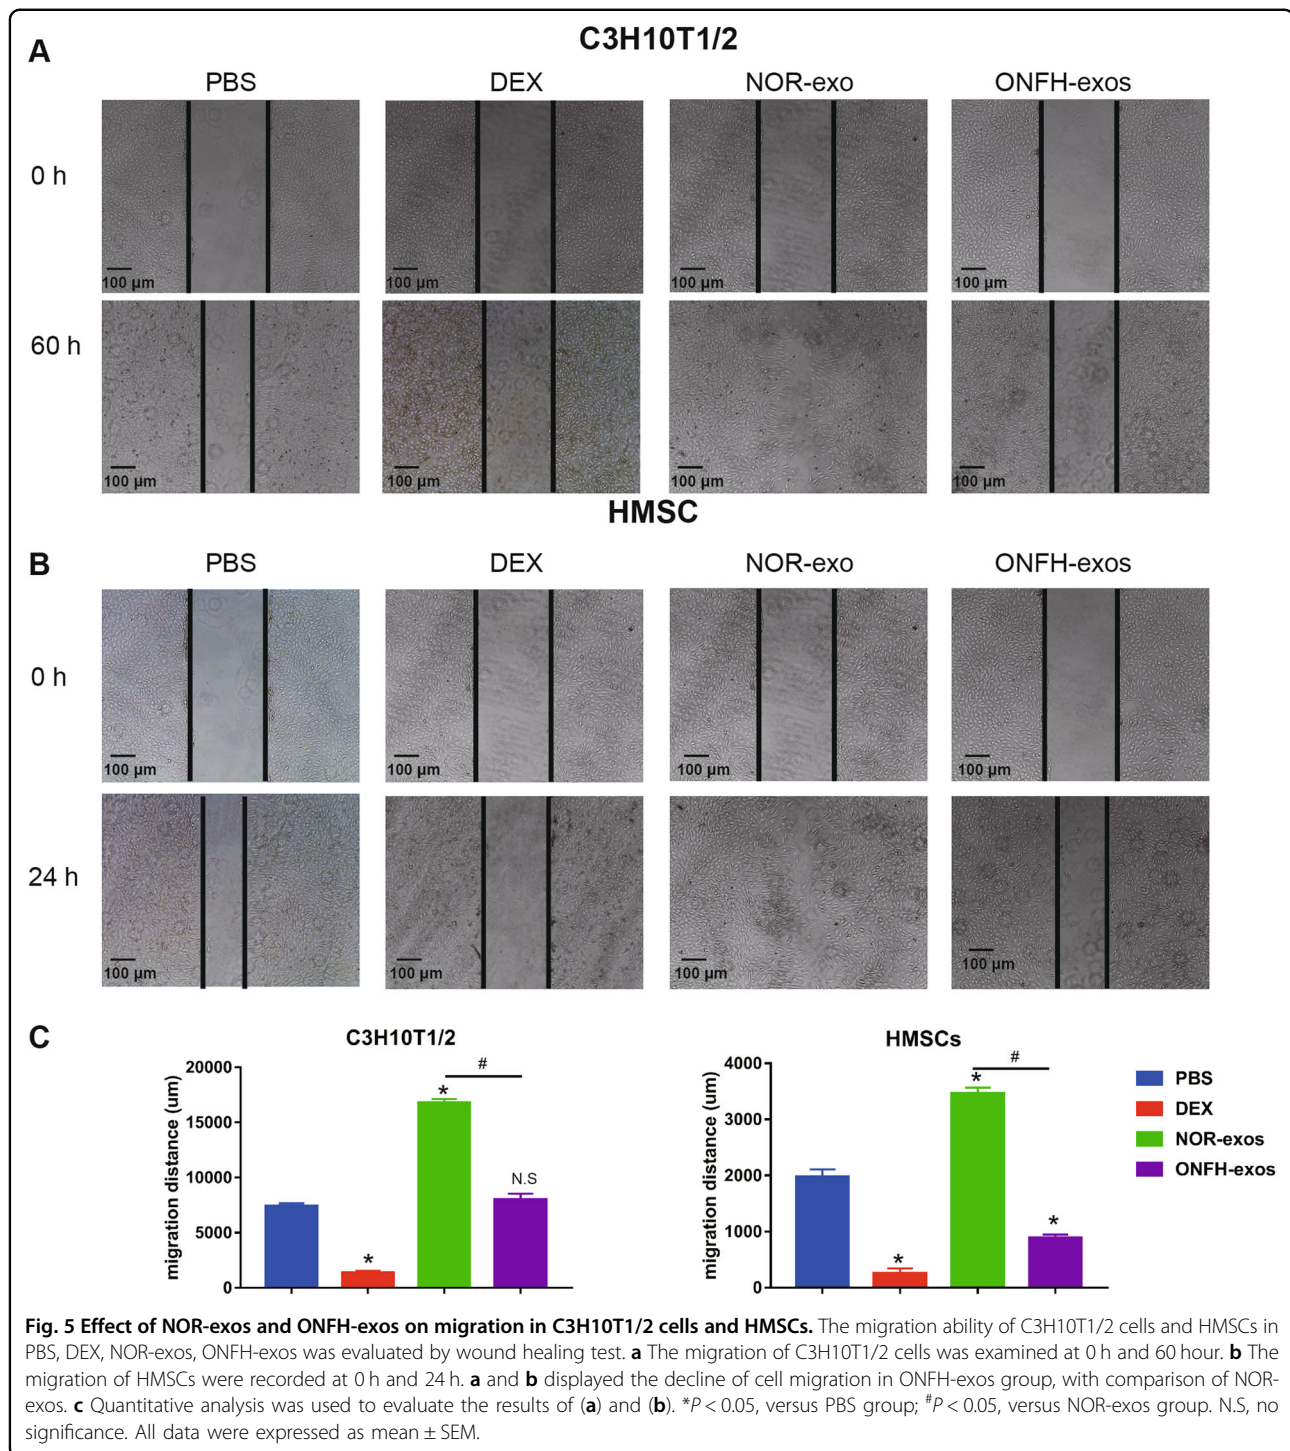 C3H10T1/2
A
PBS DEX NOR-exo ONFH-exos
0 h
100 µm 100 µm 100 µm 100 µm
60 h
100 µm 100 µm 100 µm 100 µm
HMSC
B
PBS DEX NOR-exo ONFH-exos
0 h
100 µm 100 µm 100 µm 100 µm
24 h
100 µm 100 µm 100 µm 100 µm
C
C3H10T1/2
migration distance (um)
20000
15000
10000
5000
0
*
*
#
N.S
HMSCs
migration distance (um)
4000
3000
2000
1000
0
*
*
#
*
PBS
DEX
NOR-exos
ONFH-exos
Fig. 5 Effect of NOR-exos and ONFH-exos on migration in C3H10T1/2 cells and HMSCs. The migration ability of C3H10T1/2 cells and HMSCs in
PBS, DEX, NOR-exos, ONFH-exos was evaluated by wound healing test. a The migration of C3H10T1/2 cells was examined at 0 h and 60 hour. b The
migration of HMSCs were recorded at 0 h and 24 h. a and b displayed the decline of cell migration in ONFH-exos group, with comparison of NOR-
exos. c Quantitative analysis was used to evaluate the results of (a) and (b). *P < 0.05, versus PBS group; #P < 0.05, versus NOR-exos group. N.S, no
significance. All data were expressed as mean ± SEM.